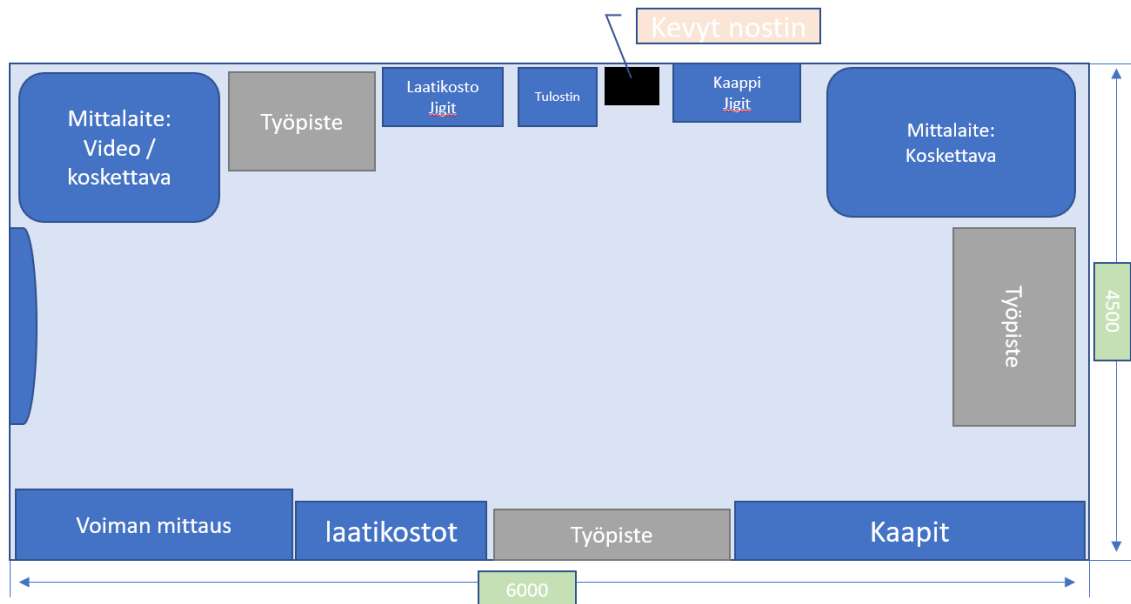 Kevyt nostin
Mittalaite:
Video /
koskettava
Työpiste
Laatikosto
Jigit
Tulostin
Kaappi
Jigit
Mittalaite:
Koskettava
Työpiste
4500
Voiman mittaus
laatikostot
Työpiste
Kaapit
6000